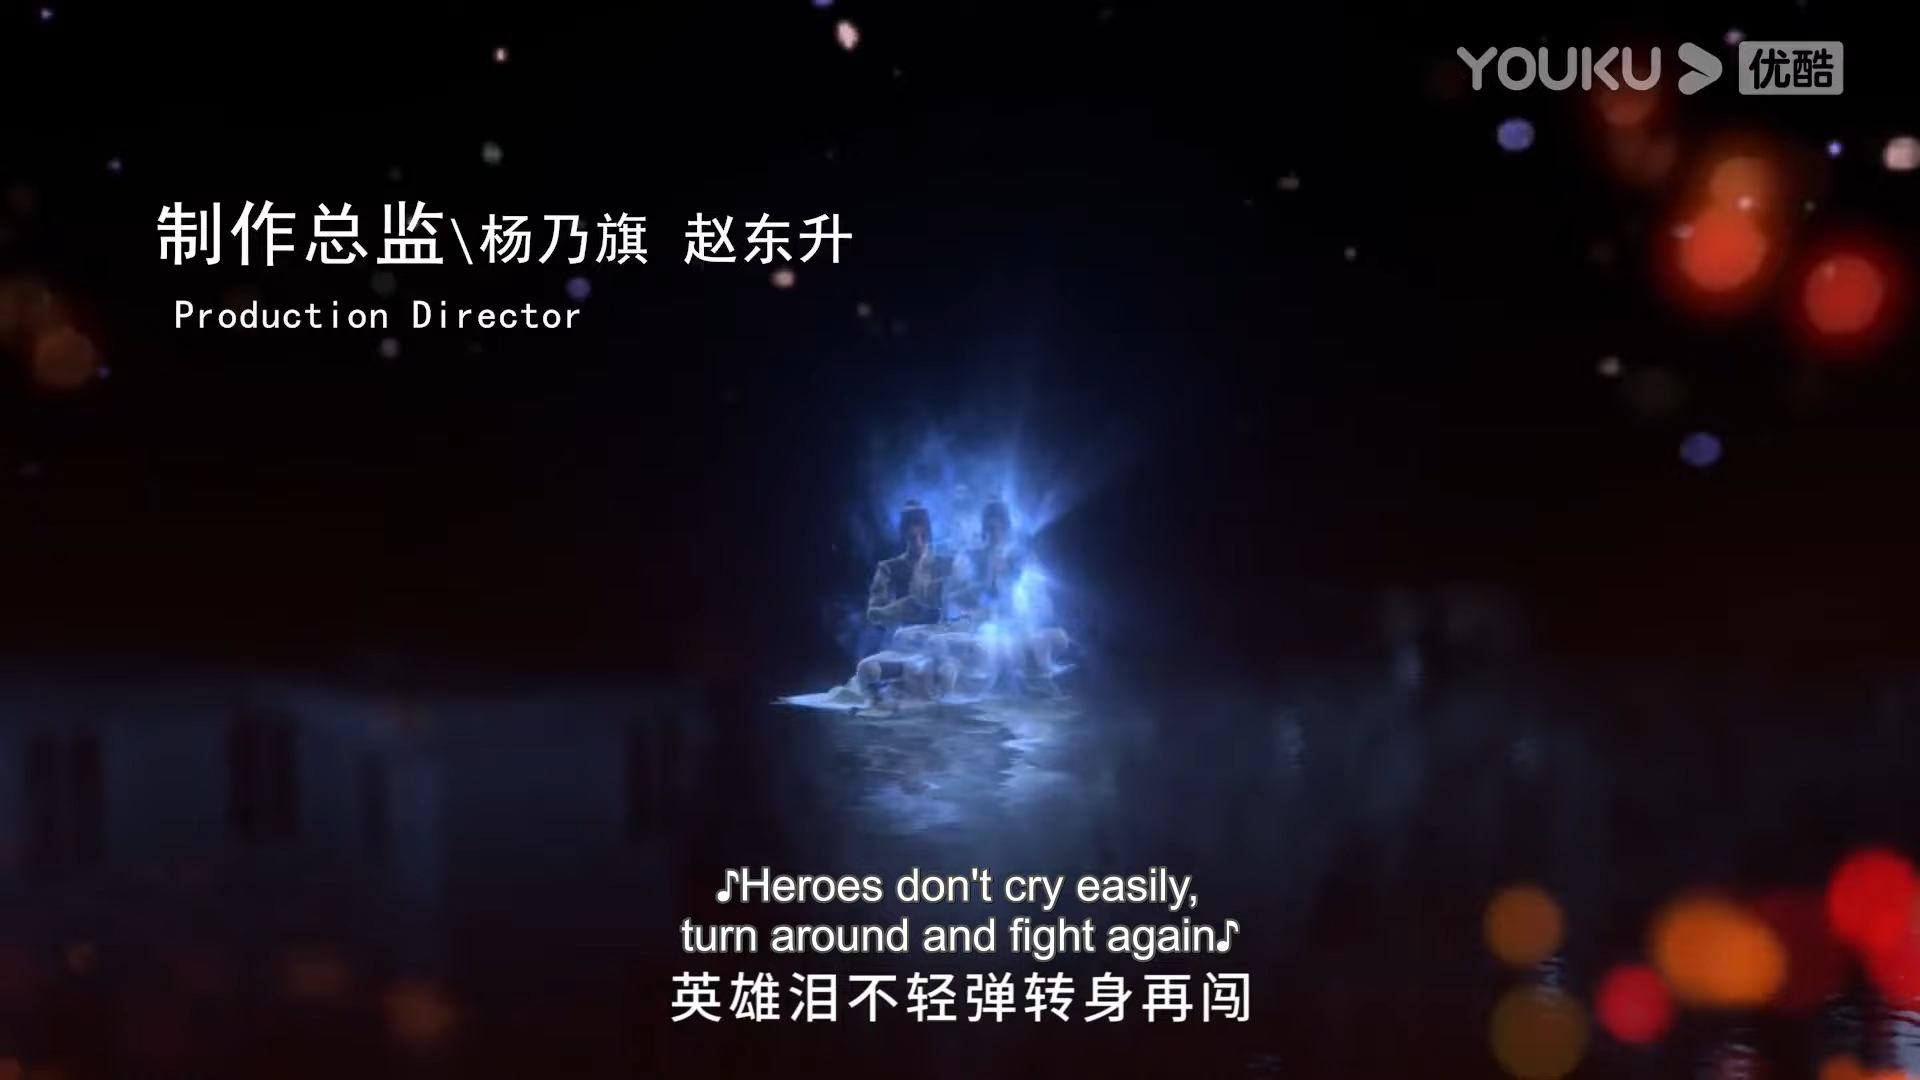 YOUKU 优酷
制作总监\杨乃旗 赵东升
Production Director
♪Heroes don't cry easily,
turn around and fight again♪
英雄泪不轻弹转身再闯